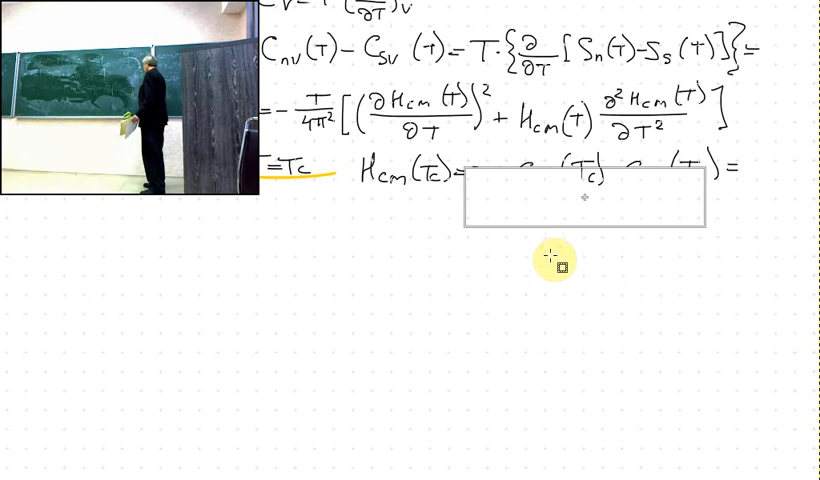 C_{nV}(T) - C_{sV}(T) = T·{∂/∂T [S_n(T) - S_s(T)]} =
= -T/4π² [(∂H_{cm}(T)/∂T)² + H_{cm}(T) ∂²H_{cm}(T)/∂T²]
=T_c H_{cm}(T_c)= (T_c) =